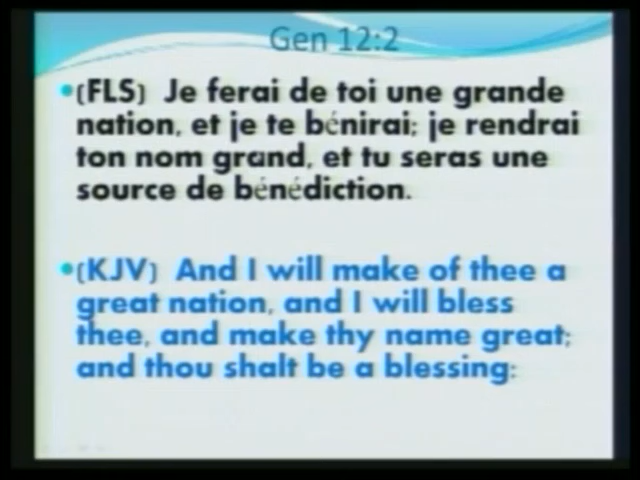 Gen 12:2
•(FLS) Je ferai de toi une grande
nation, et je te bénirai; je rendrai
ton nom grand, et tu seras une
source de bénédiction.
•(KJV) And I will make of thee a
great nation, and I will bless
thee, and make thy name great;
and thou shalt be a blessing: